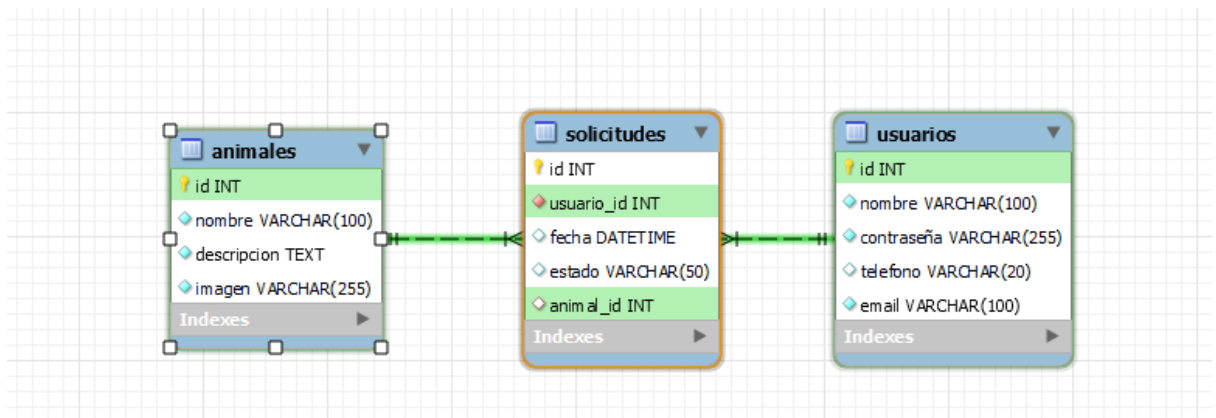 animales
id INT
nombre VARCHAR(100)
descripcion TEXT
imagen VARCHAR(255)
Indexes
solicitudes
id INT
usuario_id INT
fecha DATETIME
estado VARCHAR(50)
animal_id INT
Indexes
usuarios
id INT
nombre VARCHAR(100)
contraseña VARCHAR(255)
telefono VARCHAR(20)
email VARCHAR(100)
Indexes